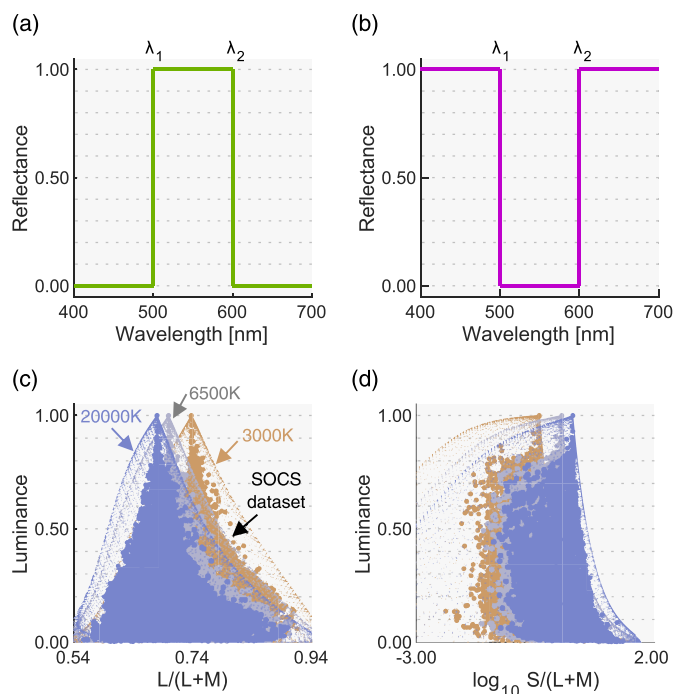 (a)
(b)
λ1 λ2
λ1 λ2
1.00
0.50
0.00
Reflectance
400 500 600 700
Wavelength [nm]
1.00
0.50
0.00
Reflectance
400 500 600 700
Wavelength [nm]
(c)
(d)
6500K
20000K
3000K
SOCS
dataset
1.00
0.50
0.00
Luminance
0.54 0.74 0.94
L/(L+M)
1.00
0.50
0.00
Luminance
-3.00 2.00
log10 S/(L+M)